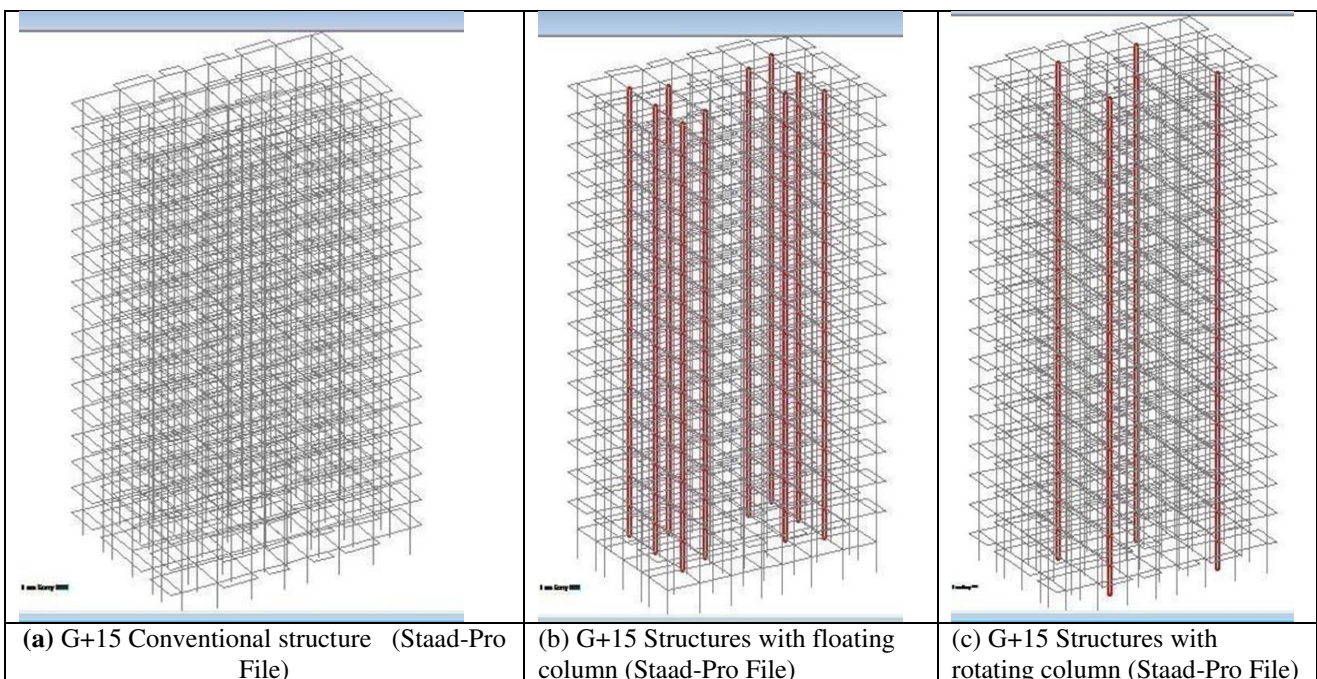 (a) G+15 Conventional structure (Staad-Pro
File)
(b) G+15 Structures with floating
column (Staad-Pro File)
(c) G+15 Structures with
rotating column (Staad-Pro File)